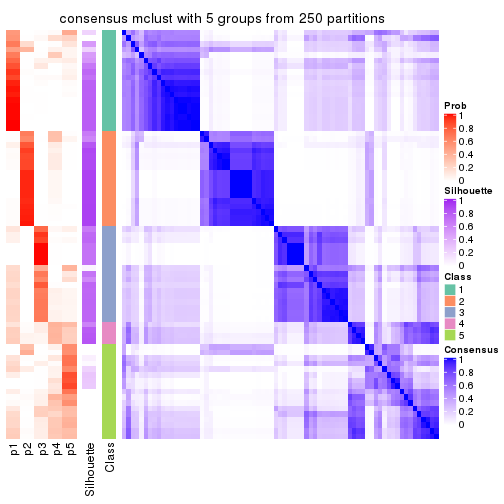 consensus mclust with 5 groups from 250 partitions
Prob
1
0.8
0.6
0.4
0.2
0
Silhouette
1
0.8
0.6
0.4
0.2
0
Class
1
2
3
4
5
Consensus
1
0.8
0.6
0.4
0.2
0
p1
p2
p3
p4
p5
Silhouette
Class